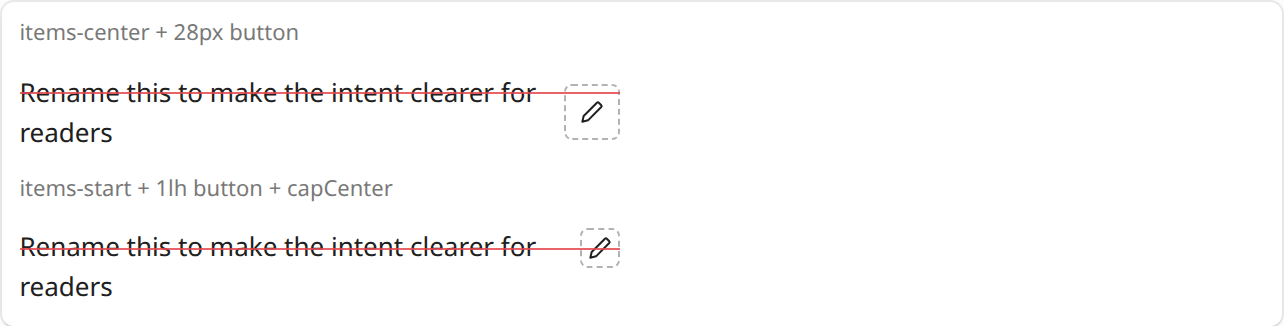 items-center + 28px button
Rename this to make the intent clearer for
readers
items-start + 1lh button + capCenter
Rename this to make the intent clearer for
readers